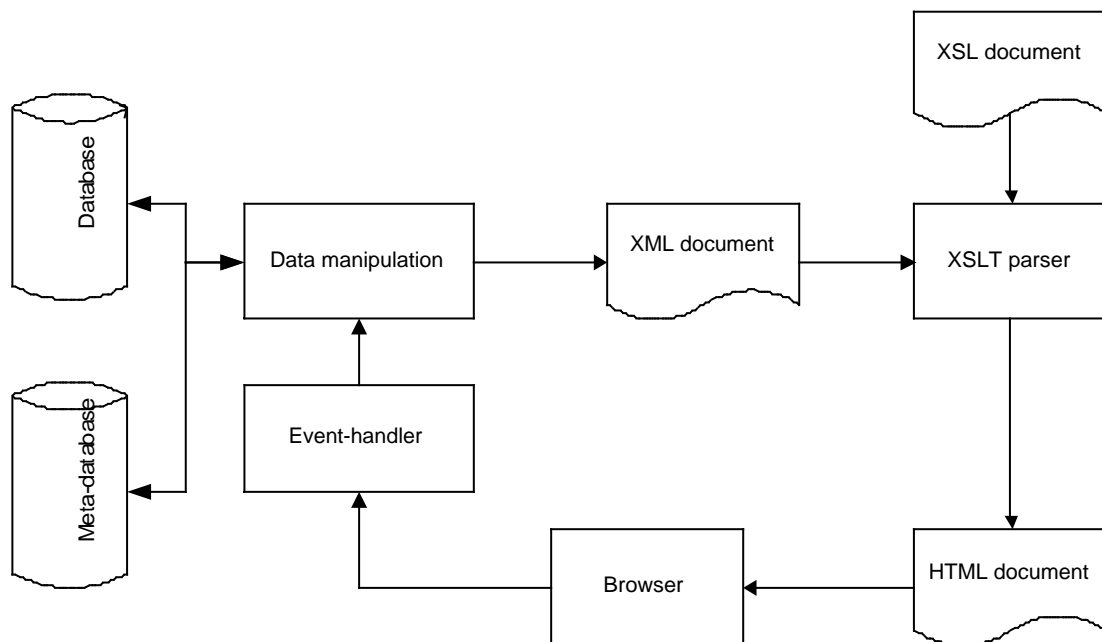 XSL document
Database
Data manipulation
XML document
XSLT parser
Meta-database
Event-handler
Browser
HTML document